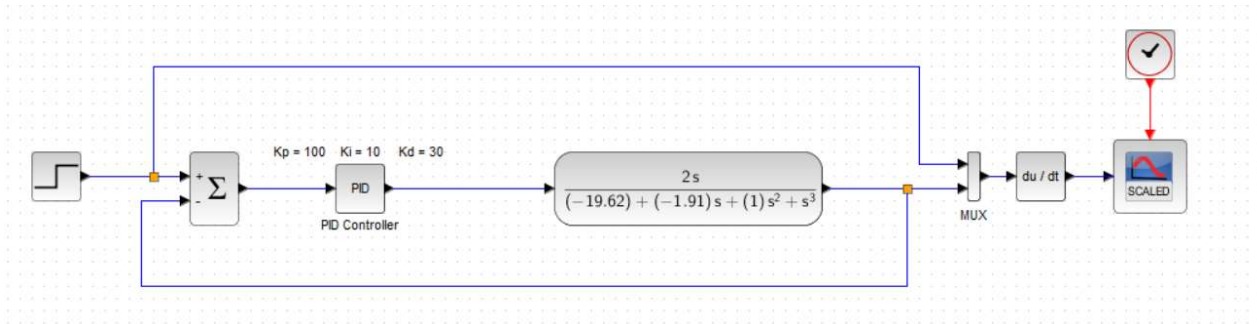 Kp = 100 Ki = 10 Kd = 30
+
-
Σ
PID
PID Controller
2 s
(−19.62) + (−1.91) s + (1) s² + s³
MUX
du / dt
SCALED